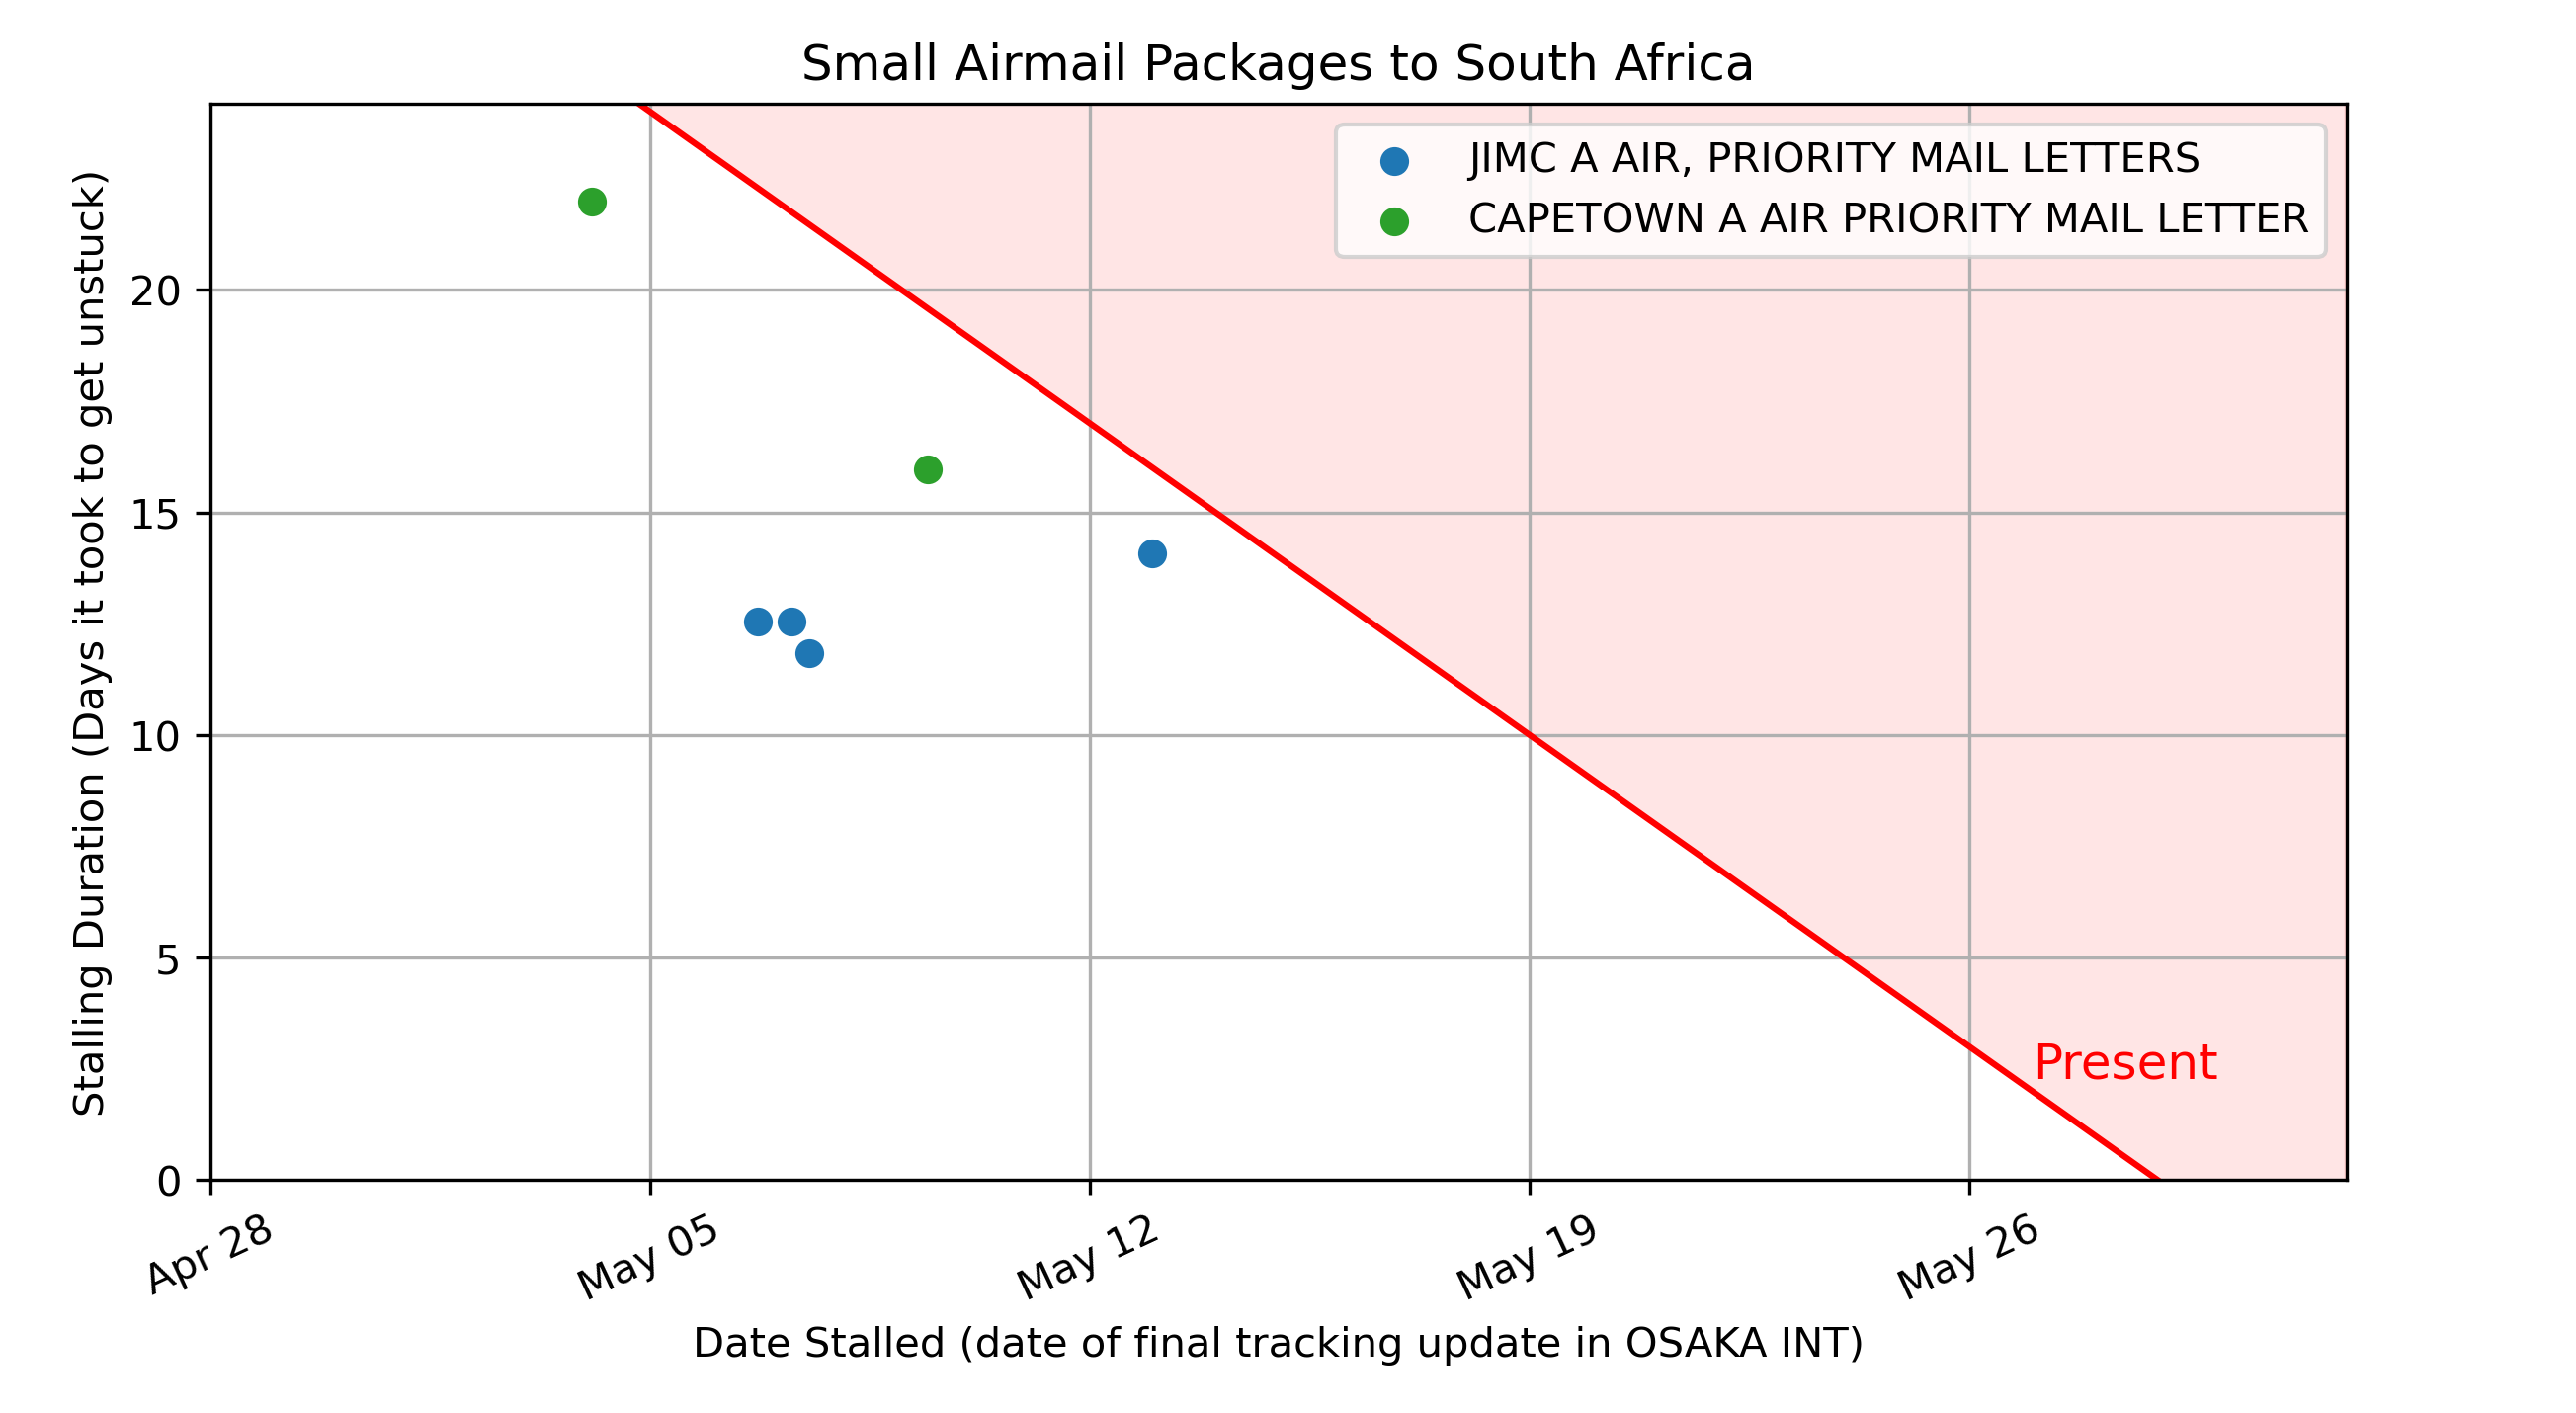 Small Airmail Packages to South Africa
JIMC A AIR, PRIORITY MAIL LETTERS
CAPETOWN A AIR PRIORITY MAIL LETTER
Stalling Duration (Days it took to get unstuck)
20
15
10
5
0
Present
Apr 28
May 05
May 12
May 19
May 26
Date Stalled (date of final tracking update in OSAKA INT)